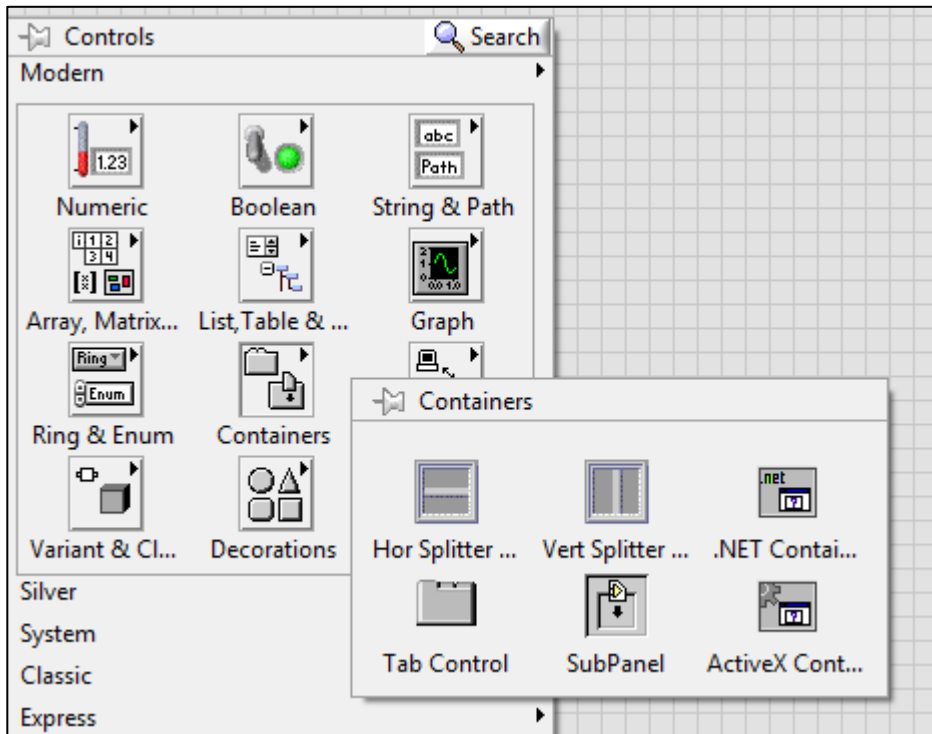 Controls
Search
Modern
1.23
abc
Path
Numeric
Boolean
String & Path
Array, Matrix...
List, Table & ...
Graph
Ring
Enum
Ring & Enum
Containers
Variant & Cl...
Decorations
Silver
System
Classic
Express
Containers
.net
Hor Splitter ...
Vert Splitter ...
.NET Contai...
Tab Control
SubPanel
ActiveX Cont...